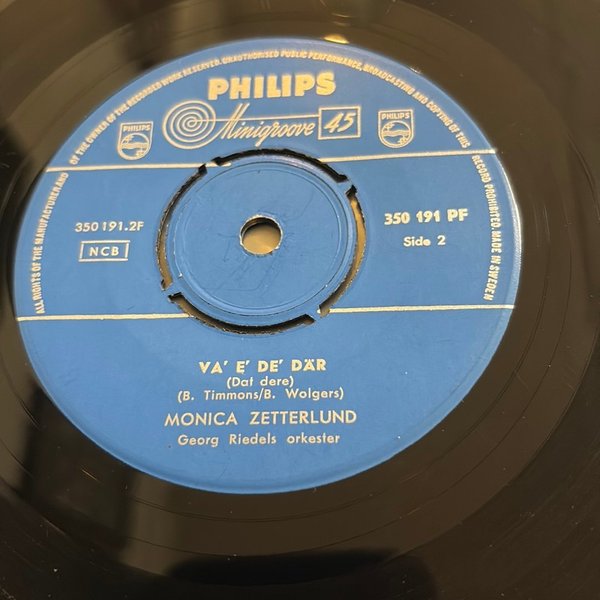 ALL RIGHTS OF THE MANUFACTURER AND OF THE OWNER OF THE RECORDED WORK RESERVED. UNAUTHORISED PUBLIC PERFORMANCE, BROADCASTING AND COPYING OF THIS RECORD PROHIBITED. MADE IN SWEDEN
PHILIPS
Minigroove 45
PHILIPS
PHILIPS
350 191.2F
350 191 PF
NCB
Side 2
VA' E' DE' DÄR
(Dat dere)
(B. Timmons/B. Wolgers)
MONICA ZETTERLUND
Georg Riedels orkester